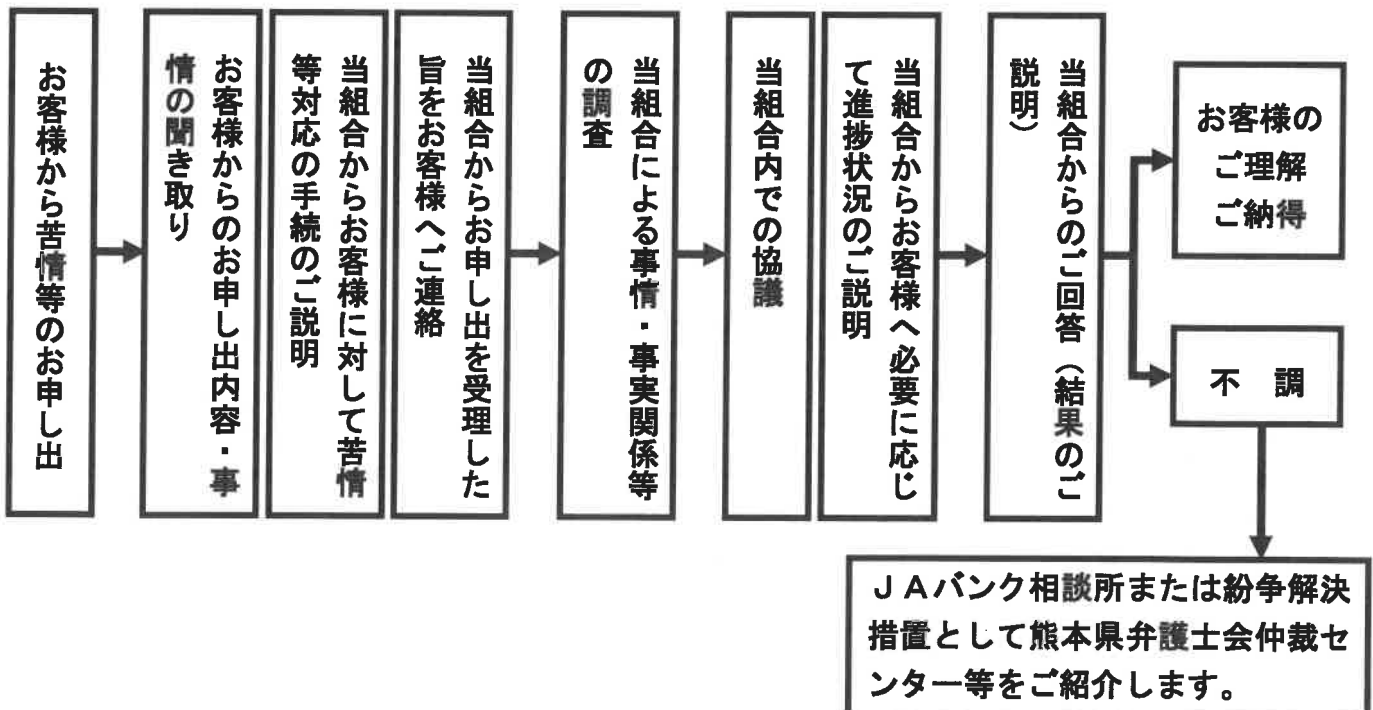 お客様から苦情等のお申し出
お客様からのお申し出内容・事
情の聞き取り
当組合からお客様に対して苦情
等対応の手続のご説明
当組合からお申し出を受理した
旨をお客様へご連絡
当組合による事情・事実関係等
の調査
当組合内での協議
当組合からお客様へ必要に応じ
て進捗状況のご説明
当組合からのご回答（結果のご
説明）
お客様の
ご理解
ご納得
不 調
ＪＡバンク相談所または紛争解決
措置として熊本県弁護士会仲裁セ
ンター等をご紹介します。